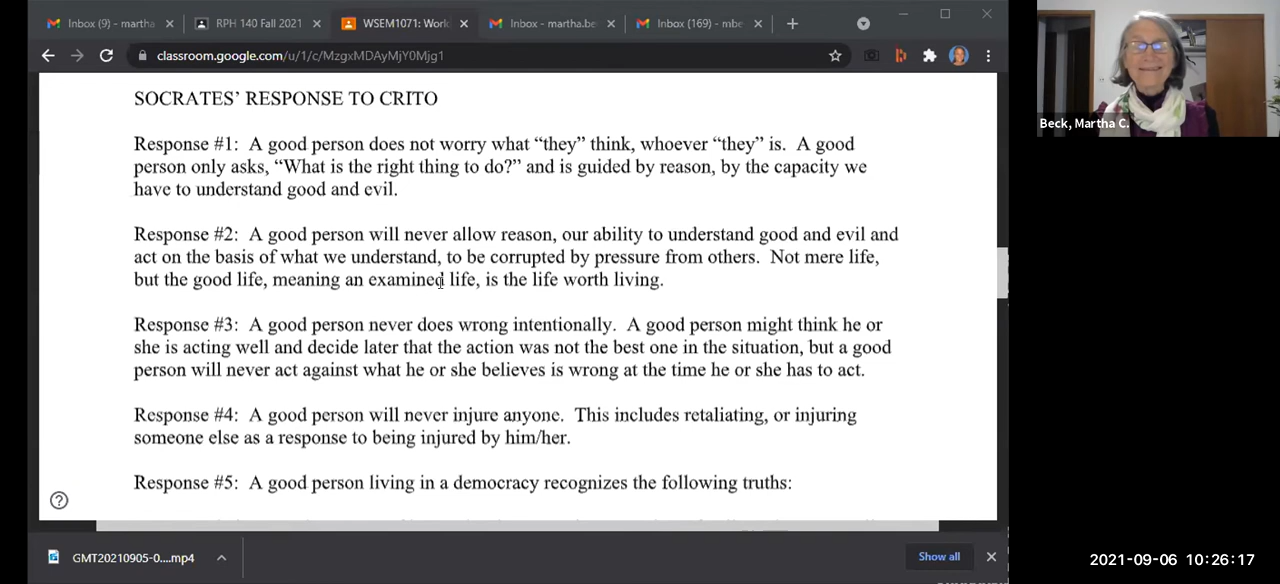 Inbox (9) - martha
RPH 140 Fall 2021
WSEM1071: Worl
Inbox - martha.be
Inbox (169) - mbe
classroom.google.com/u/1/c/MzgxMDAyMjY0Mjg1
SOCRATES’ RESPONSE TO CRITO
Response #1: A good person does not worry what “they” think, whoever “they” is. A good
person only asks, “What is the right thing to do?” and is guided by reason, by the capacity we
have to understand good and evil.
Response #2: A good person will never allow reason, our ability to understand good and evil and
act on the basis of what we understand, to be corrupted by pressure from others. Not mere life,
but the good life, meaning an examined life, is the life worth living.
Response #3: A good person never does wrong intentionally. A good person might think he or
she is acting well and decide later that the action was not the best one in the situation, but a good
person will never act against what he or she believes is wrong at the time he or she has to act.
Response #4: A good person will never injure anyone. This includes retaliating, or injuring
someone else as a response to being injured by him/her.
Response #5: A good person living in a democracy recognizes the following truths:
GMT20210905-0....mp4
Show all
Beck, Martha C.
2021-09-06 10:26:17